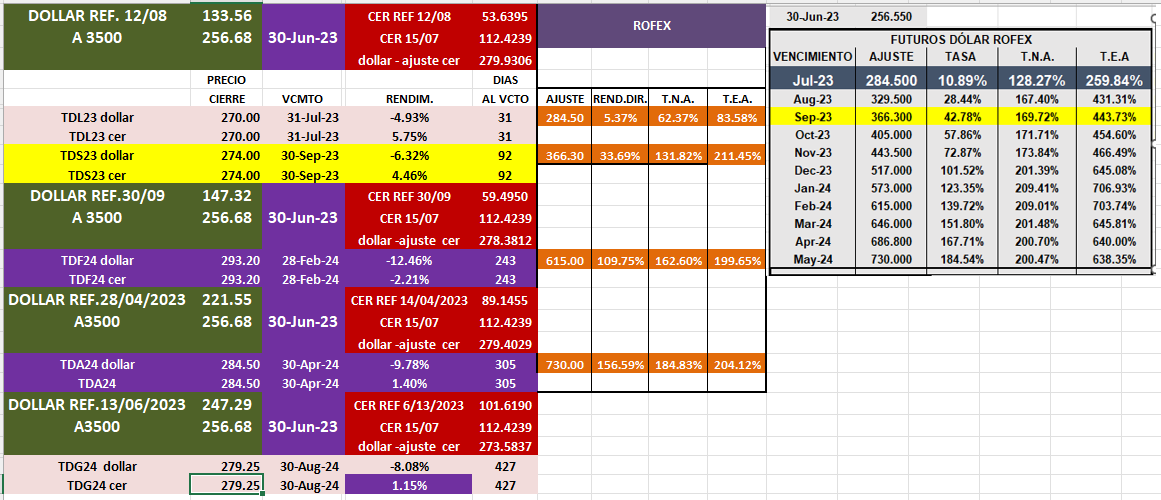 DOLLAR REF. 12/08 133.56 30-Jun-23 CER REF 12/08 53.6395 ROFEX
A 3500 256.68 CER 15/07 112.4239
dollar - ajuste cer 279.9306
PRECIO DIAS
CIERRE VCMTO RENDIM. AL VCTO AJUSTE REND.DIR. T.N.A. T.E.A.
TDL23 dollar 270.00 31-Jul-23 -4.93% 31 284.50 5.37% 62.37% 83.58%
TDL23 cer 270.00 31-Jul-23 5.75% 31
TDS23 dollar 274.00 30-Sep-23 -6.32% 92 366.30 33.69% 131.82% 211.45%
TDS23 cer 274.00 30-Sep-23 4.46% 92
DOLLAR REF.30/09 147.32 30-Jun-23 CER REF 30/09 59.4950
A 3500 256.68 CER 15/07 112.4239
dollar -ajuste cer 278.3812
TDF24 dollar 293.20 28-Feb-24 -12.46% 243 615.00 109.75% 162.60% 199.65%
TDF24 cer 293.20 28-Feb-24 -2.21% 243
DOLLAR REF.28/04/2023 221.55 30-Jun-23 CER REF 14/04/2023 89.1455
A3500 256.68 CER 15/07 112.4239
dollar -ajuste cer 279.4029
TDA24 dollar 284.50 30-Apr-24 -9.78% 305 730.00 156.59% 184.83% 204.12%
TDA24 284.50 30-Apr-24 1.40% 305
DOLLAR REF.13/06/2023 247.29 30-Jun-23 CER REF 6/13/2023 101.6190
A3500 256.68 CER 15/07 112.4239
dollar -ajuste cer 273.5837
TDG24 dollar 279.25 30-Aug-24 -8.08% 427
TDG24 cer 279.25 30-Aug-24 1.15% 427
30-Jun-23 256.550
FUTUROS DÓLAR ROFEX
VENCIMIENTO AJUSTE TASA T.N.A. T.E.A
Jul-23 284.500 10.89% 128.27% 259.84%
Aug-23 329.500 28.44% 167.40% 431.31%
Sep-23 366.300 42.78% 169.72% 443.73%
Oct-23 405.000 57.86% 171.71% 454.60%
Nov-23 443.500 72.87% 173.84% 466.49%
Dec-23 517.000 101.52% 201.39% 645.08%
Jan-24 573.000 123.35% 209.41% 706.93%
Feb-24 615.000 139.72% 209.01% 703.74%
Mar-24 646.000 151.80% 201.48% 645.81%
Apr-24 686.800 167.71% 200.70% 640.00%
May-24 730.000 184.54% 200.47% 638.35%